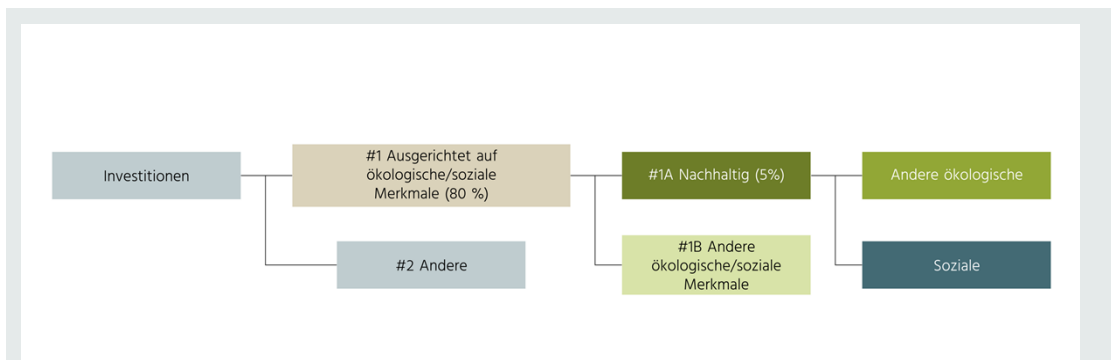 Investitionen
#1 Ausgerichtet auf
ökologische/soziale
Merkmale (80 %)
#1A Nachhaltig (5%)
Andere ökologische
#2 Andere
#1B Andere
ökologische/soziale
Merkmale
Soziale